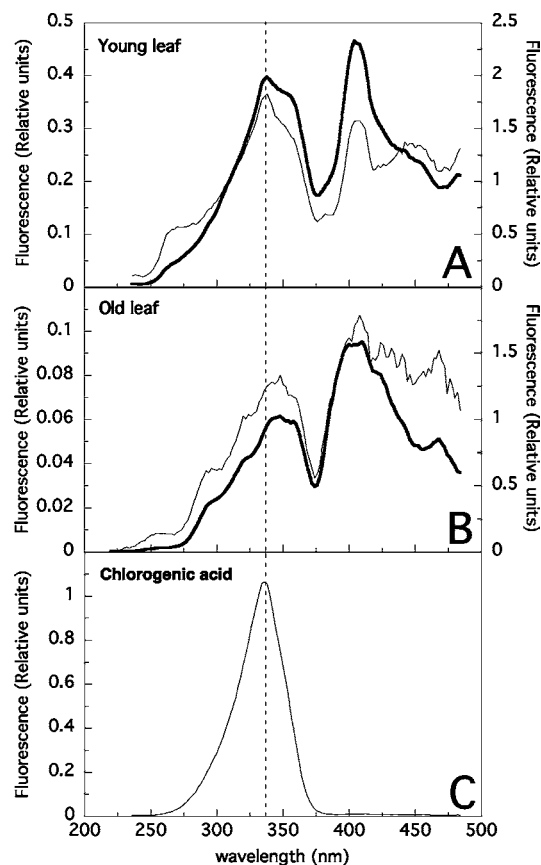 Young leaf
Fluorescence (Relative units)
0.5
0.4
0.3
0.2
0.1
0
2.5
2
1.5
1
0.5
0
Fluorescence (Relative units)
A
Old leaf
Fluorescence (Relative units)
0.1
0.08
0.06
0.04
0.02
0
1.5
1
0.5
0
Fluorescence (Relative units)
B
Chlorogenic acid
Fluorescence (Relative units)
1
0.8
0.6
0.4
0.2
0
C
200 250 300 350 400 450 500
wavelength (nm)